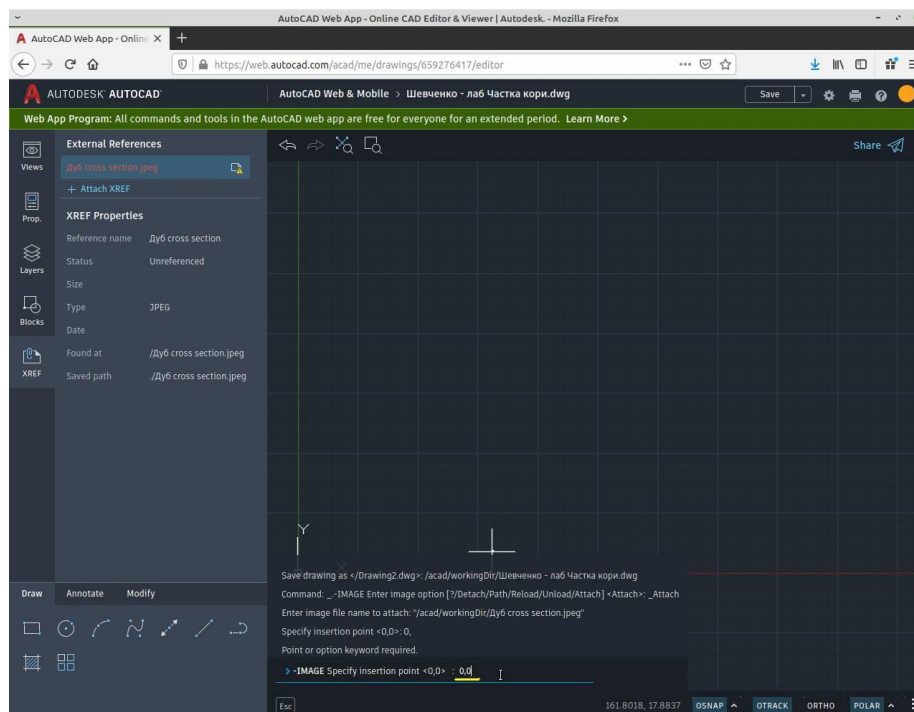 AutoCAD Web App - Online CAD Editor & Viewer | Autodesk. - Mozilla Firefox
AutoCAD Web App - Online
https://web.autocad.com/acad/me/drawings/659276417/editor
AUTODESK® AUTOCAD®
AutoCAD Web & Mobile > Шевченко - лаб Частка кори.dwg
Save
Web App Program: All commands and tools in the AutoCAD web app are free for everyone for an extended period. Learn More >
Views
External References
Share
Дуб cross section.jpeg
+ Attach XREF
Prop.
XREF Properties
Reference name Дуб cross section
Status Unreferenced
Layers
Size
Type JPEG
Blocks
Date
Found at /Дуб cross section.jpeg
XREF
Saved path ./Дуб cross section.jpeg
Y
X
Save drawing as </Drawing2.dwg>: /acad/workingDir/Шевченко - лаб Частка кори.dwg
Draw Annotate Modify
Command: _.-IMAGE Enter image option [?/Detach/Path/Reload/Unload/Attach] <Attach>: _Attach
Enter image file name to attach: "/acad/workingDir/Дуб cross section.jpeg"
Specify insertion point <0,0>: 0,
Point or option keyword required.
> -IMAGE Specify insertion point <0,0> : 0,0
Esc
161.8018, 17.8837 OSNAP OTRACK ORTHO POLAR